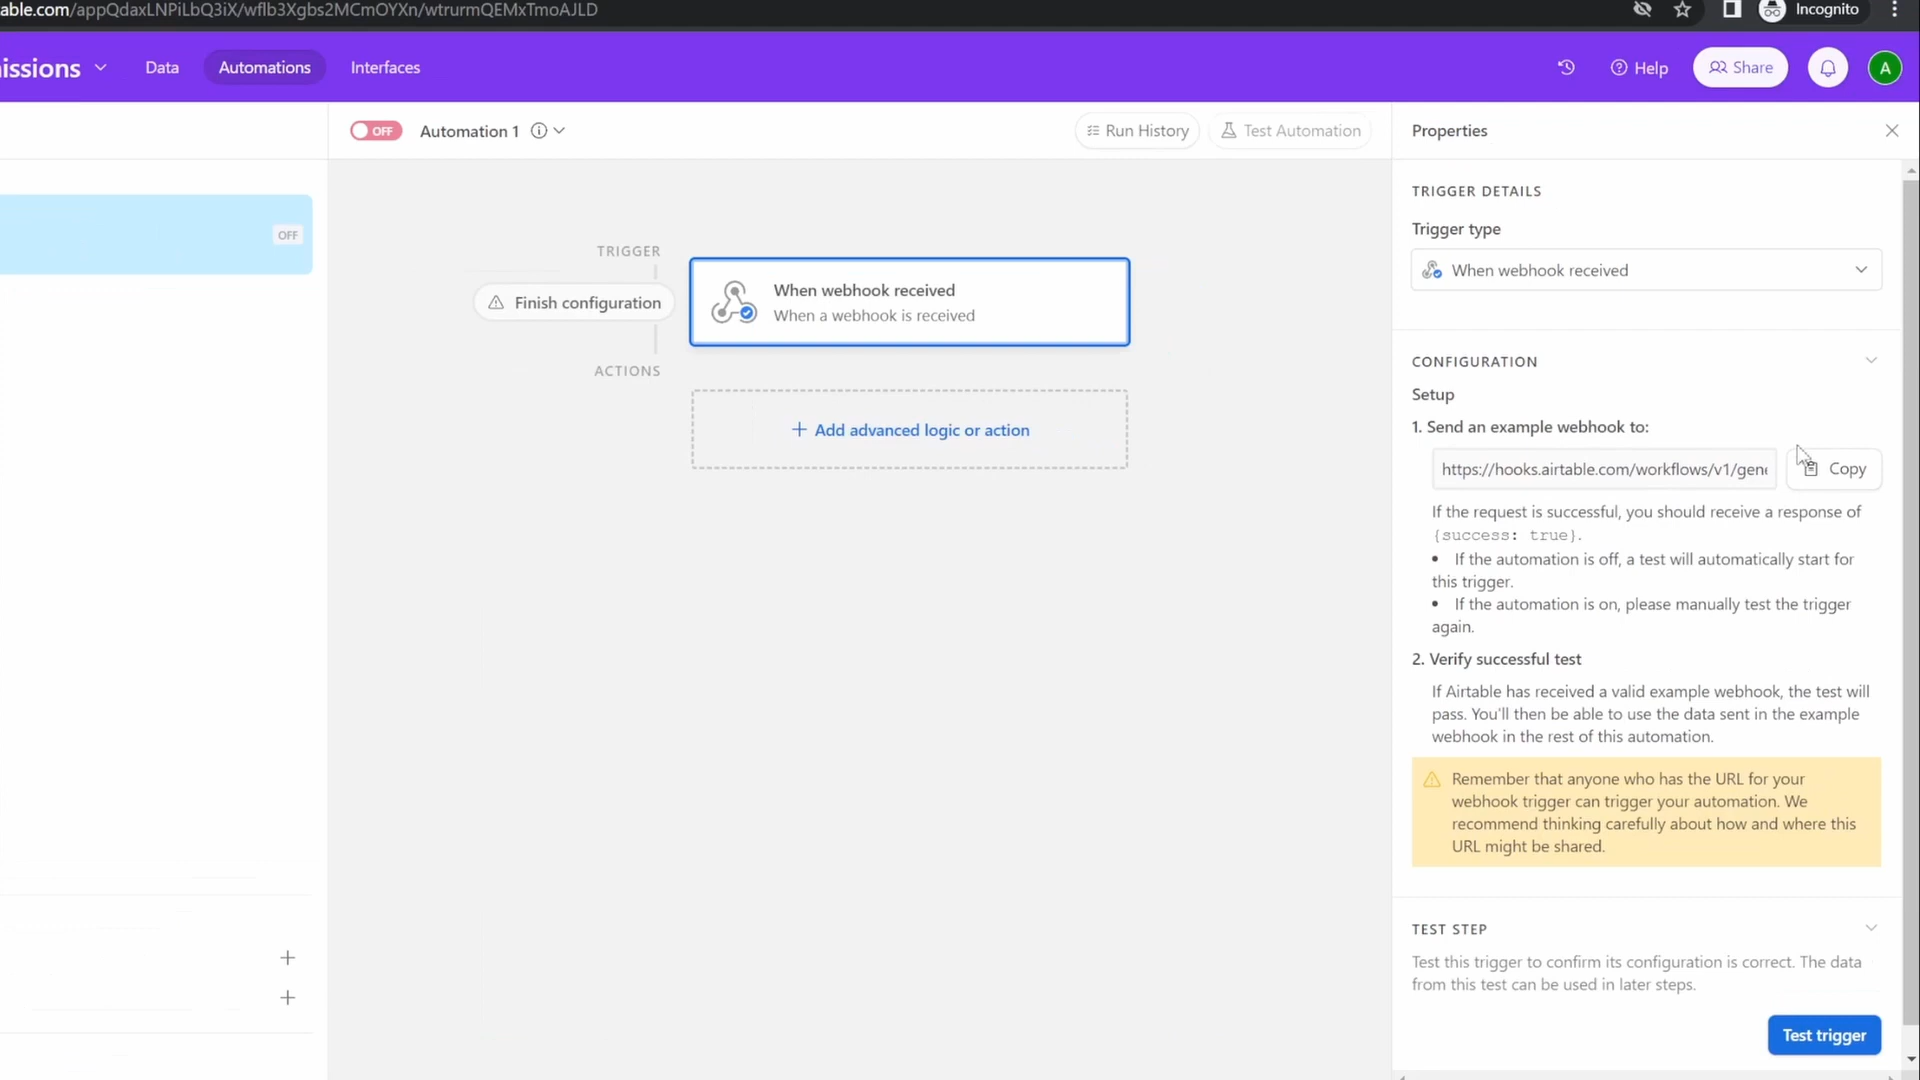 table.com/appQdaxLNPiLbQ3iX/wflb3Xgbs2MCmOYXn/wtrurmQEMxTmoAJLD
Incognito
issions
Data
Automations
Interfaces
Help
Share
A
OFF
Automation 1
Run History
Test Automation
Properties
OFF
TRIGGER
Finish configuration
When webhook received
When a webhook is received
ACTIONS
+ Add advanced logic or action
TRIGGER DETAILS
Trigger type
When webhook received
CONFIGURATION
Setup
1. Send an example webhook to:
https://hooks.airtable.com/workflows/v1/gene
Copy
If the request is successful, you should receive a response of
{success: true}.
• If the automation is off, a test will automatically start for
this trigger.
• If the automation is on, please manually test the trigger
again.
2. Verify successful test
If Airtable has received a valid example webhook, the test will
pass. You'll then be able to use the data sent in the example
webhook in the rest of this automation.
Remember that anyone who has the URL for your
webhook trigger can trigger your automation. We
recommend thinking carefully about how and where this
URL might be shared.
TEST STEP
Test this trigger to confirm its configuration is correct. The data
from this test can be used in later steps.
Test trigger